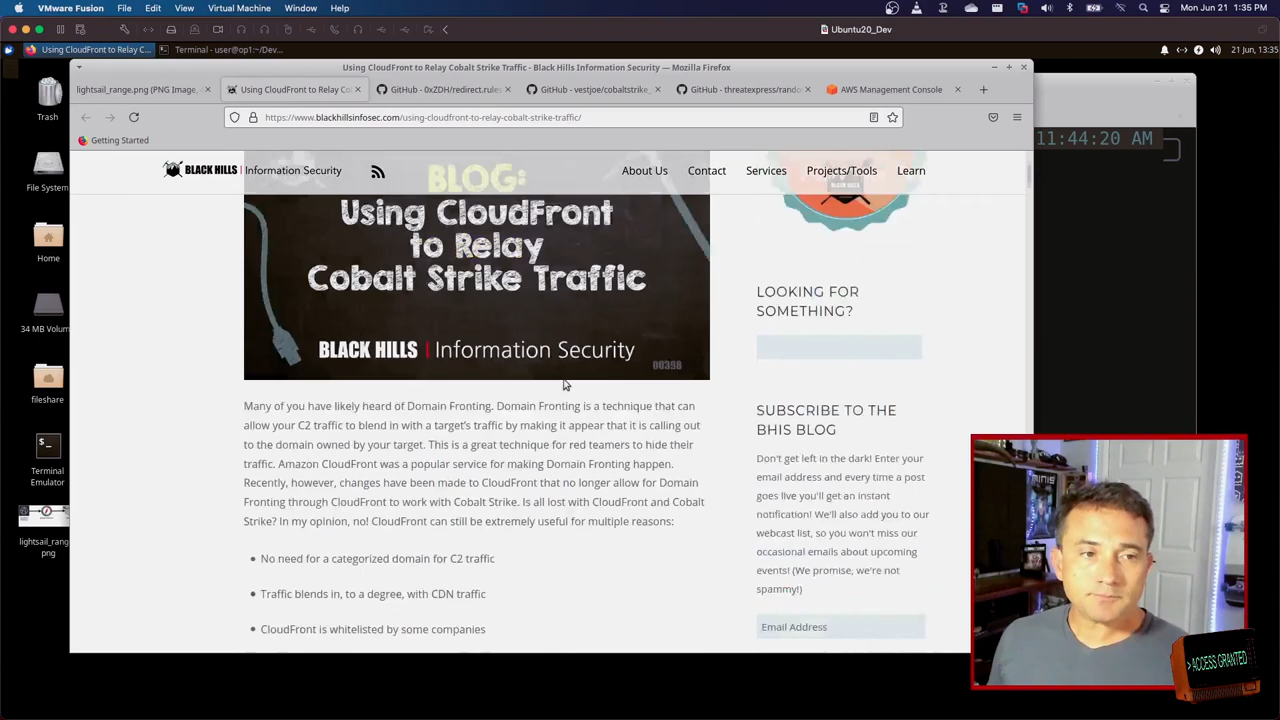 VMware Fusion File Edit View Virtual Machine Window Help
Mon Jun 21 1:35 PM
Ubuntu20_Dev
Using CloudFront to Relay C...
Terminal - user@op1:~/Dev...
21 Jun, 13:35
Using CloudFront to Relay Cobalt Strike Traffic - Black Hills Information Security — Mozilla Firefox
lightsail_range.png (PNG Image,
Using CloudFront to Relay Co
GitHub - 0xZDH/redirect.rules
GitHub - vestjoe/cobaltstrike_
GitHub - threatexpress/rando
AWS Management Console
https://www.blackhillsinfosec.com/using-cloudfront-to-relay-cobalt-strike-traffic/
Getting Started
11:44:20 AM
Trash
File System
Home
34 MB Volum
fileshare
Terminal
Emulator
lightsail_rang
png
BLACK HILLS | Information Security
About Us
Contact
Services
Projects/Tools
Learn
BLOG:
Using CloudFront
to Relay
Cobalt Strike Traffic
BLACK HILLS | Information Security
00398
Many of you have likely heard of Domain Fronting. Domain Fronting is a technique that can
allow your C2 traffic to blend in with a target's traffic by making it appear that it is calling out
to the domain owned by your target. This is a great technique for red teamers to hide their
traffic. Amazon CloudFront was a popular service for making Domain Fronting happen.
Recently, however, changes have been made to CloudFront that no longer allow for Domain
Fronting through CloudFront to work with Cobalt Strike. Is all lost with CloudFront and Cobalt
Strike? In my opinion, no! CloudFront can still be extremely useful for multiple reasons:
• No need for a categorized domain for C2 traffic
• Traffic blends in, to a degree, with CDN traffic
• CloudFront is whitelisted by some companies
LOOKING FOR
SOMETHING?
SUBSCRIBE TO THE
BHIS BLOG
Don't get left in the dark! Enter your
email address and every time a post
goes live you'll get an instant
notification! We'll also add you to our
webcast list, so you won't miss our
occasional emails about upcoming
events! (We promise, we're not
spammy!)
Email Address
>ACCESS GRANTED